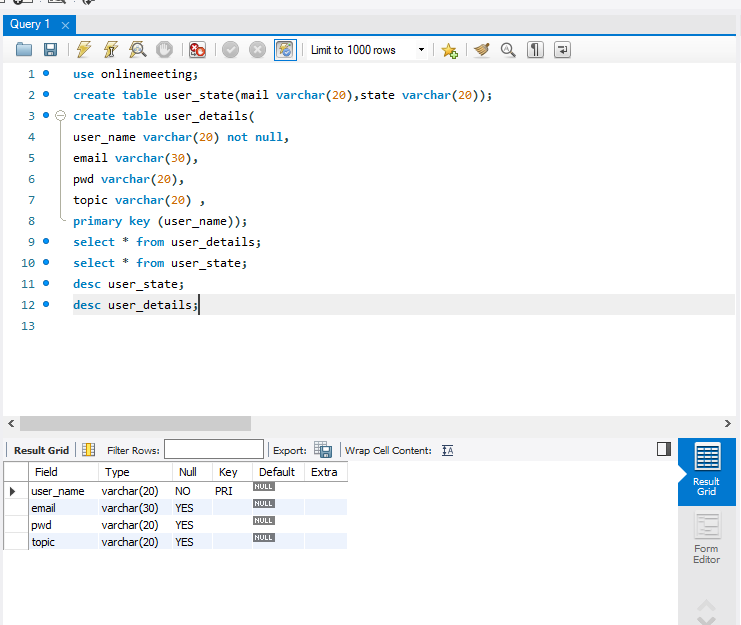 Query 1
Limit to 1000 rows
1 use onlinemeeting;
2 create table user_state(mail varchar(20),state varchar(20));
3 create table user_details(
4 user_name varchar(20) not null,
5 email varchar(30),
6 pwd varchar(20),
7 topic varchar(20) ,
8 primary key (user_name));
9 select * from user_details;
10 select * from user_state;
11 desc user_state;
12 desc user_details;
13
Result Grid Filter Rows: Export: Wrap Cell Content:
Field Type Null Key Default Extra
user_name varchar(20) NO PRI NULL
email varchar(30) YES NULL
pwd varchar(20) YES NULL
topic varchar(20) YES NULL
Result
Grid
Form
Editor